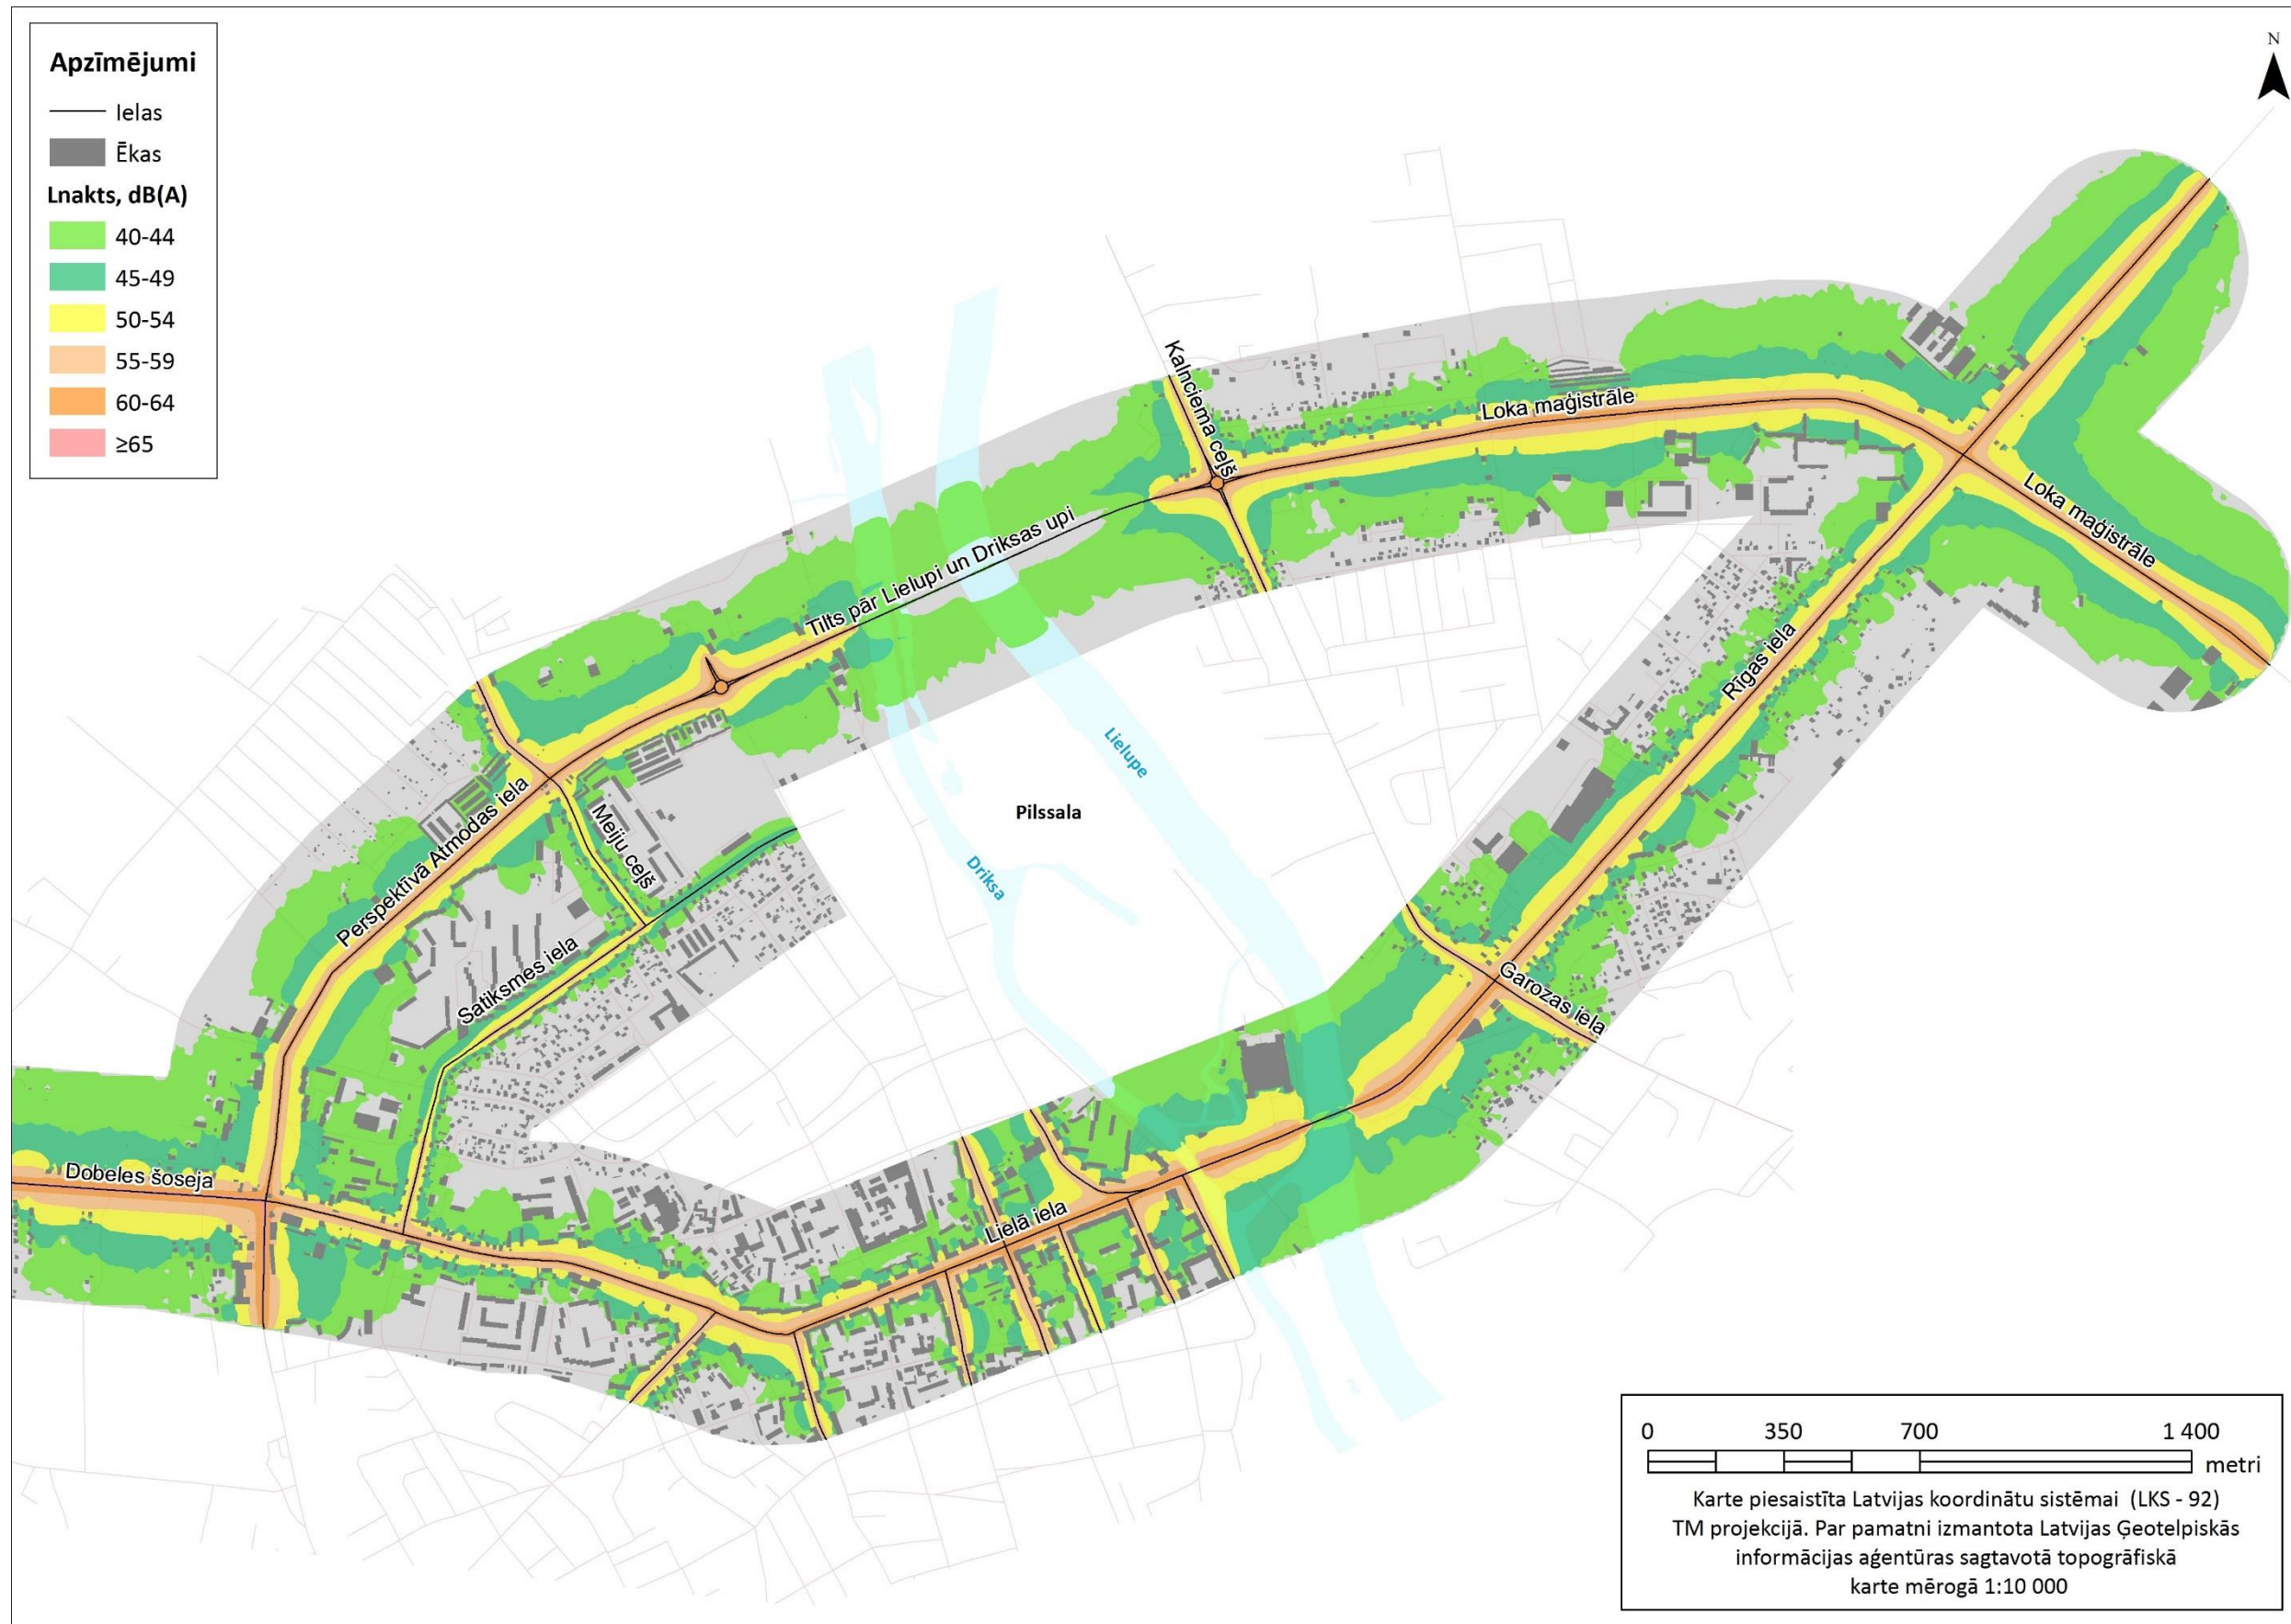 Apzīmējumi
Ielas
Ēkas
Lnakts, dB(A)
40-44
45-49
50-54
55-59
60-64
≥65
N
Kalnciema ceļš
Loka maģistrāle
Loka maģistrāle
Tilts pār Lielupi un Driksas upi
Rīgas iela
Lielupe
Pilssala
Driksa
Perspektīvā Atmodas iela
Meiju ceļš
Satiksmes iela
Garozas iela
Dobeles šoseja
Lielā iela
0 350 700 1 400
metri
Karte piesaistīta Latvijas koordinātu sistēmai (LKS - 92)
TM projekcijā. Par pamatni izmantota Latvijas Ģeotelpiskās
informācijas aģentūras sagtavotā topogrāfiskā
karte mērogā 1:10 000